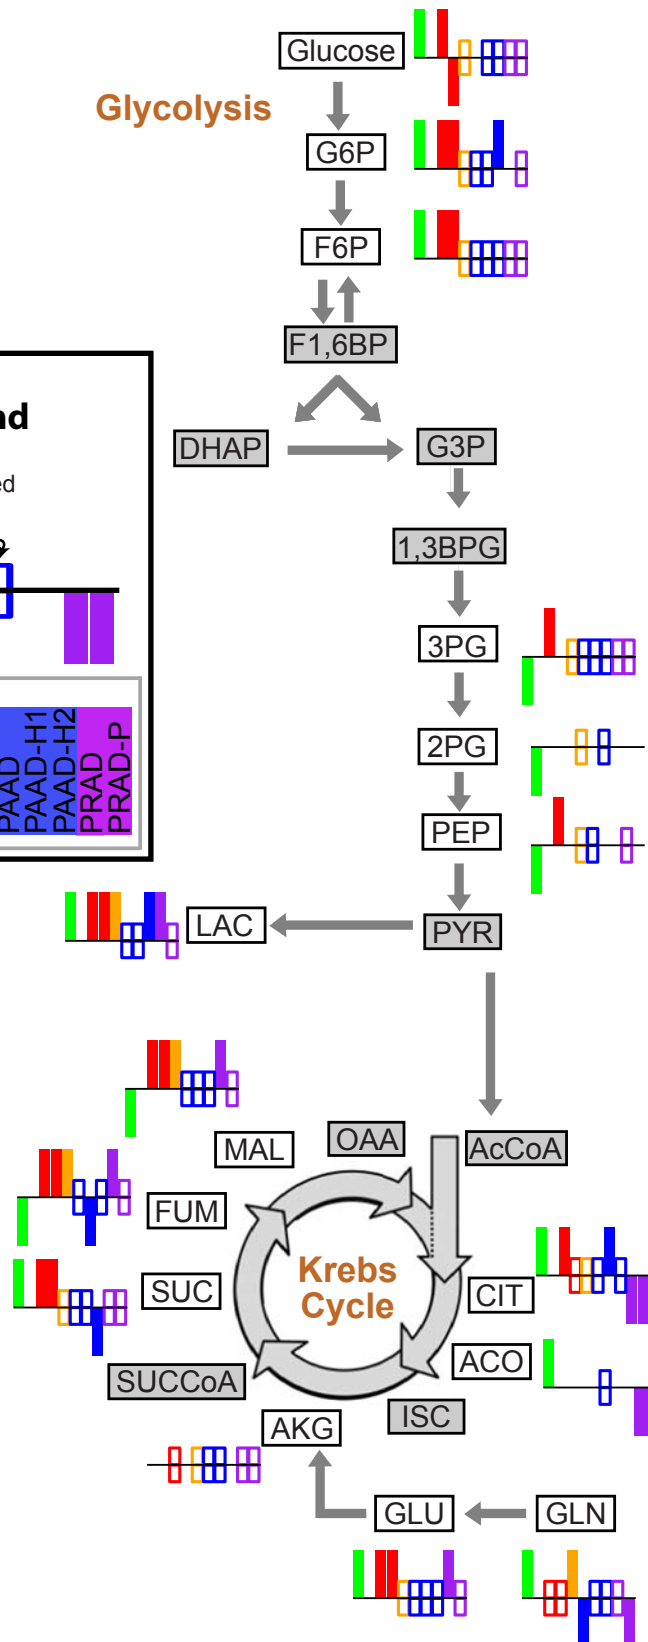 Glucose
Glycolysis
G6P
F6P
F1,6BP
DHAP
G3P
1,3BPG
3PG
2PG
PEP
PYR
LAC
nd
ed
PAAD
PAAD-H1
PAAD-H2
PRAD
PRAD-P
OAA
AcCoA
MAL
FUM
SUC
Krebs
Cycle
CIT
ACO
SUCCoA
ISC
AKG
GLU
GLN